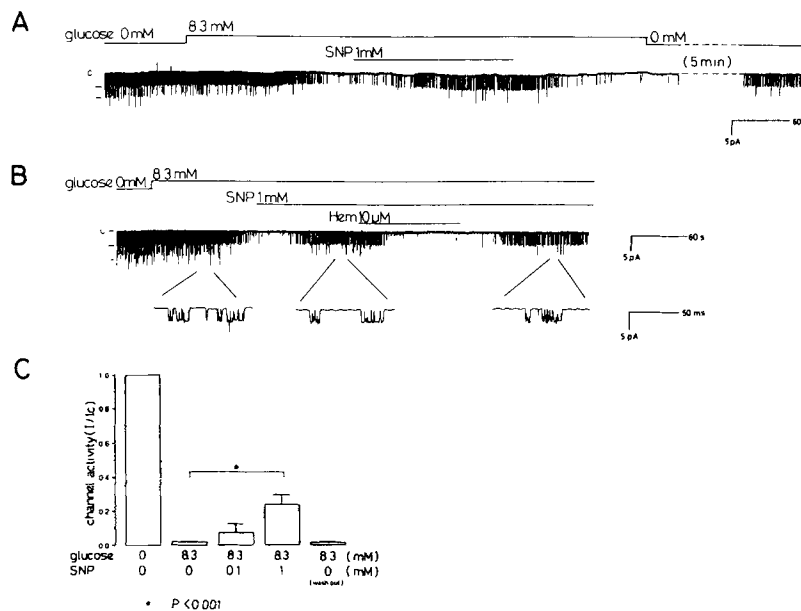 A
glucose 0 mM 8.3 mM 0 mM
SNP 1mM
(5 min)
c
5 pA 60
B
glucose 0mM 8.3 mM
SNP 1mM
Hem 10 μM
c
5 pA 60 s
5 pA 50 ms
C
channel activity (I/Ic)
1.0
0.8
0.6
0.4
0.2
0.0
*
glucose 0 8.3 8.3 8.3 8.3 (mM)
SNP 0 0 0.1 1 0 (mM)
(wash out)
* P<0.001